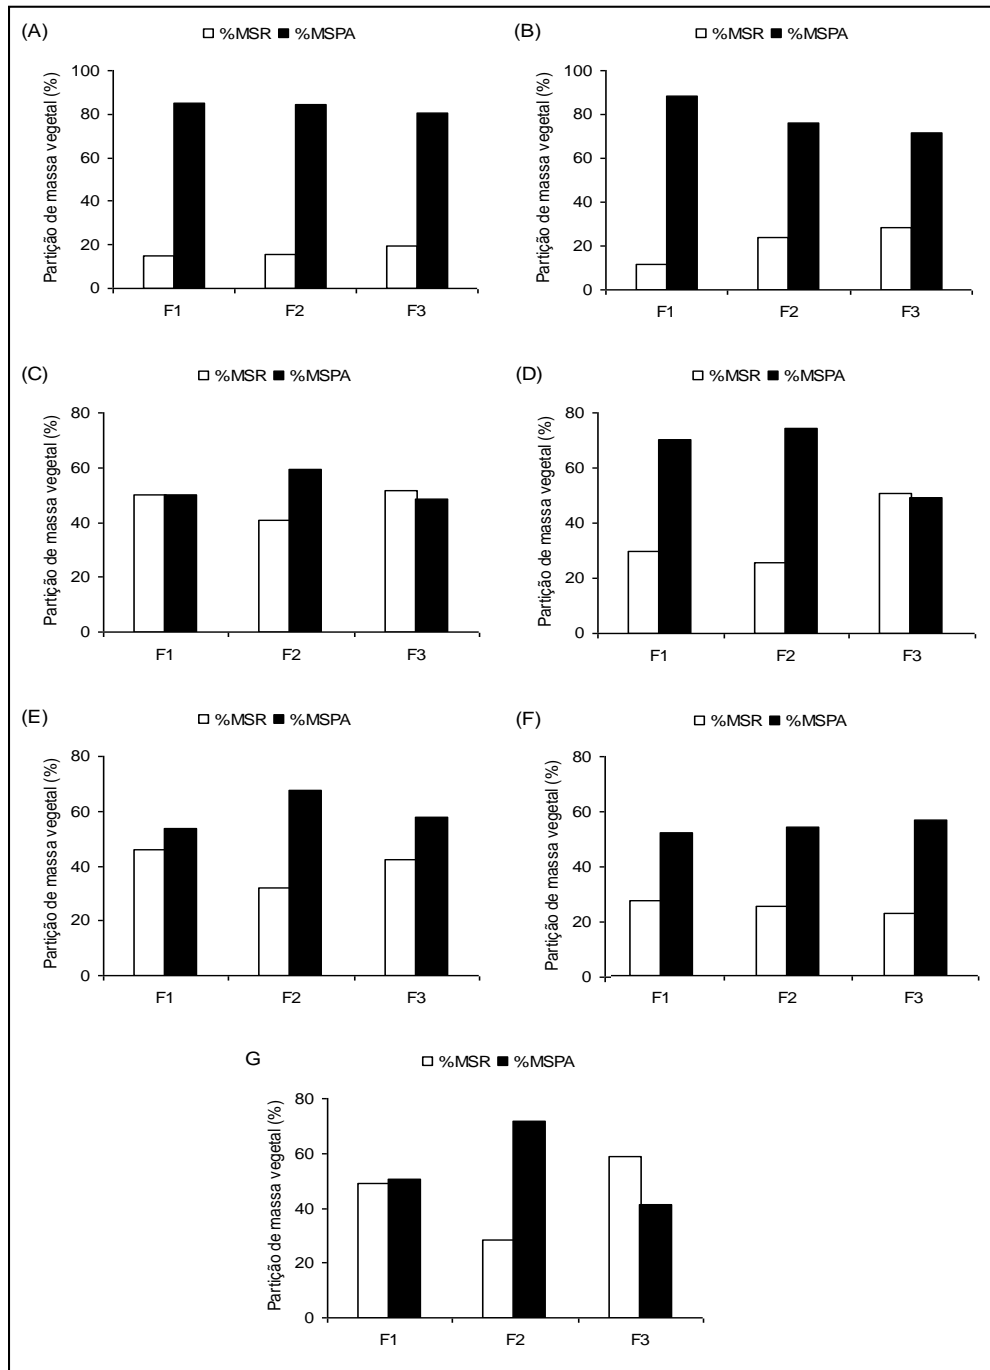 (A)
%MSR %MSPA
Partição de massa vegetal (%)
100
80
60
40
20
0
F1 F2 F3
(B)
%MSR %MSPA
Partição de massa vegetal (%)
100
80
60
40
20
0
F1 F2 F3
(C)
%MSR %MSPA
Partição de massa vegetal (%)
80
60
40
20
0
F1 F2 F3
(D)
%MSR %MSPA
Partição de massa vegetal (%)
80
60
40
20
0
F1 F2 F3
(E)
%MSR %MSPA
Partição de massa vegetal (%)
80
60
40
20
0
F1 F2 F3
(F)
%MSR %MSPA
Partição de massa vegetal (%)
80
60
40
20
0
F1 F2 F3
G
%MSR %MSPA
Partição de massa vegetal (%)
80
60
40
20
0
F1 F2 F3